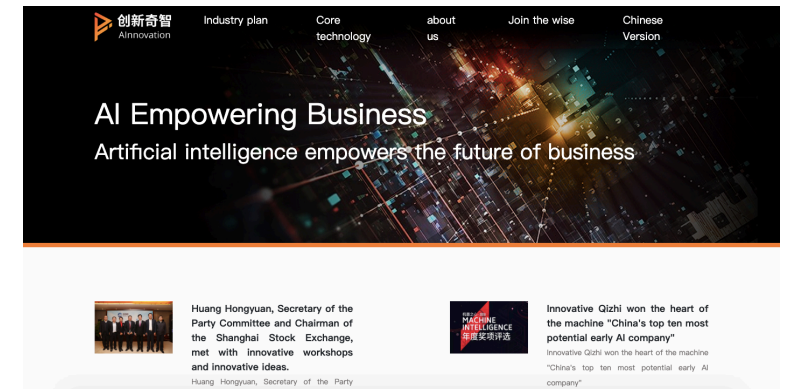 创新奇智
AInnovation
Industry plan
Core
technology
about
us
Join the wise
Chinese
Version
AI Empowering Business
Artificial intelligence empowers the future of business
Huang Hongyuan, Secretary of the
Party Committee and Chairman of
the Shanghai Stock Exchange,
met with innovative workshops
and innovative ideas.
Huang Hongyuan, Secretary of the Party
MACHINE
INTELLIGENCE
年度奖项评选
Innovative Qizhi won the heart of
the machine "China's top ten most
potential early AI company"
Innovative Qizhi won the heart of the machine
"China's top ten most potential early AI
company"